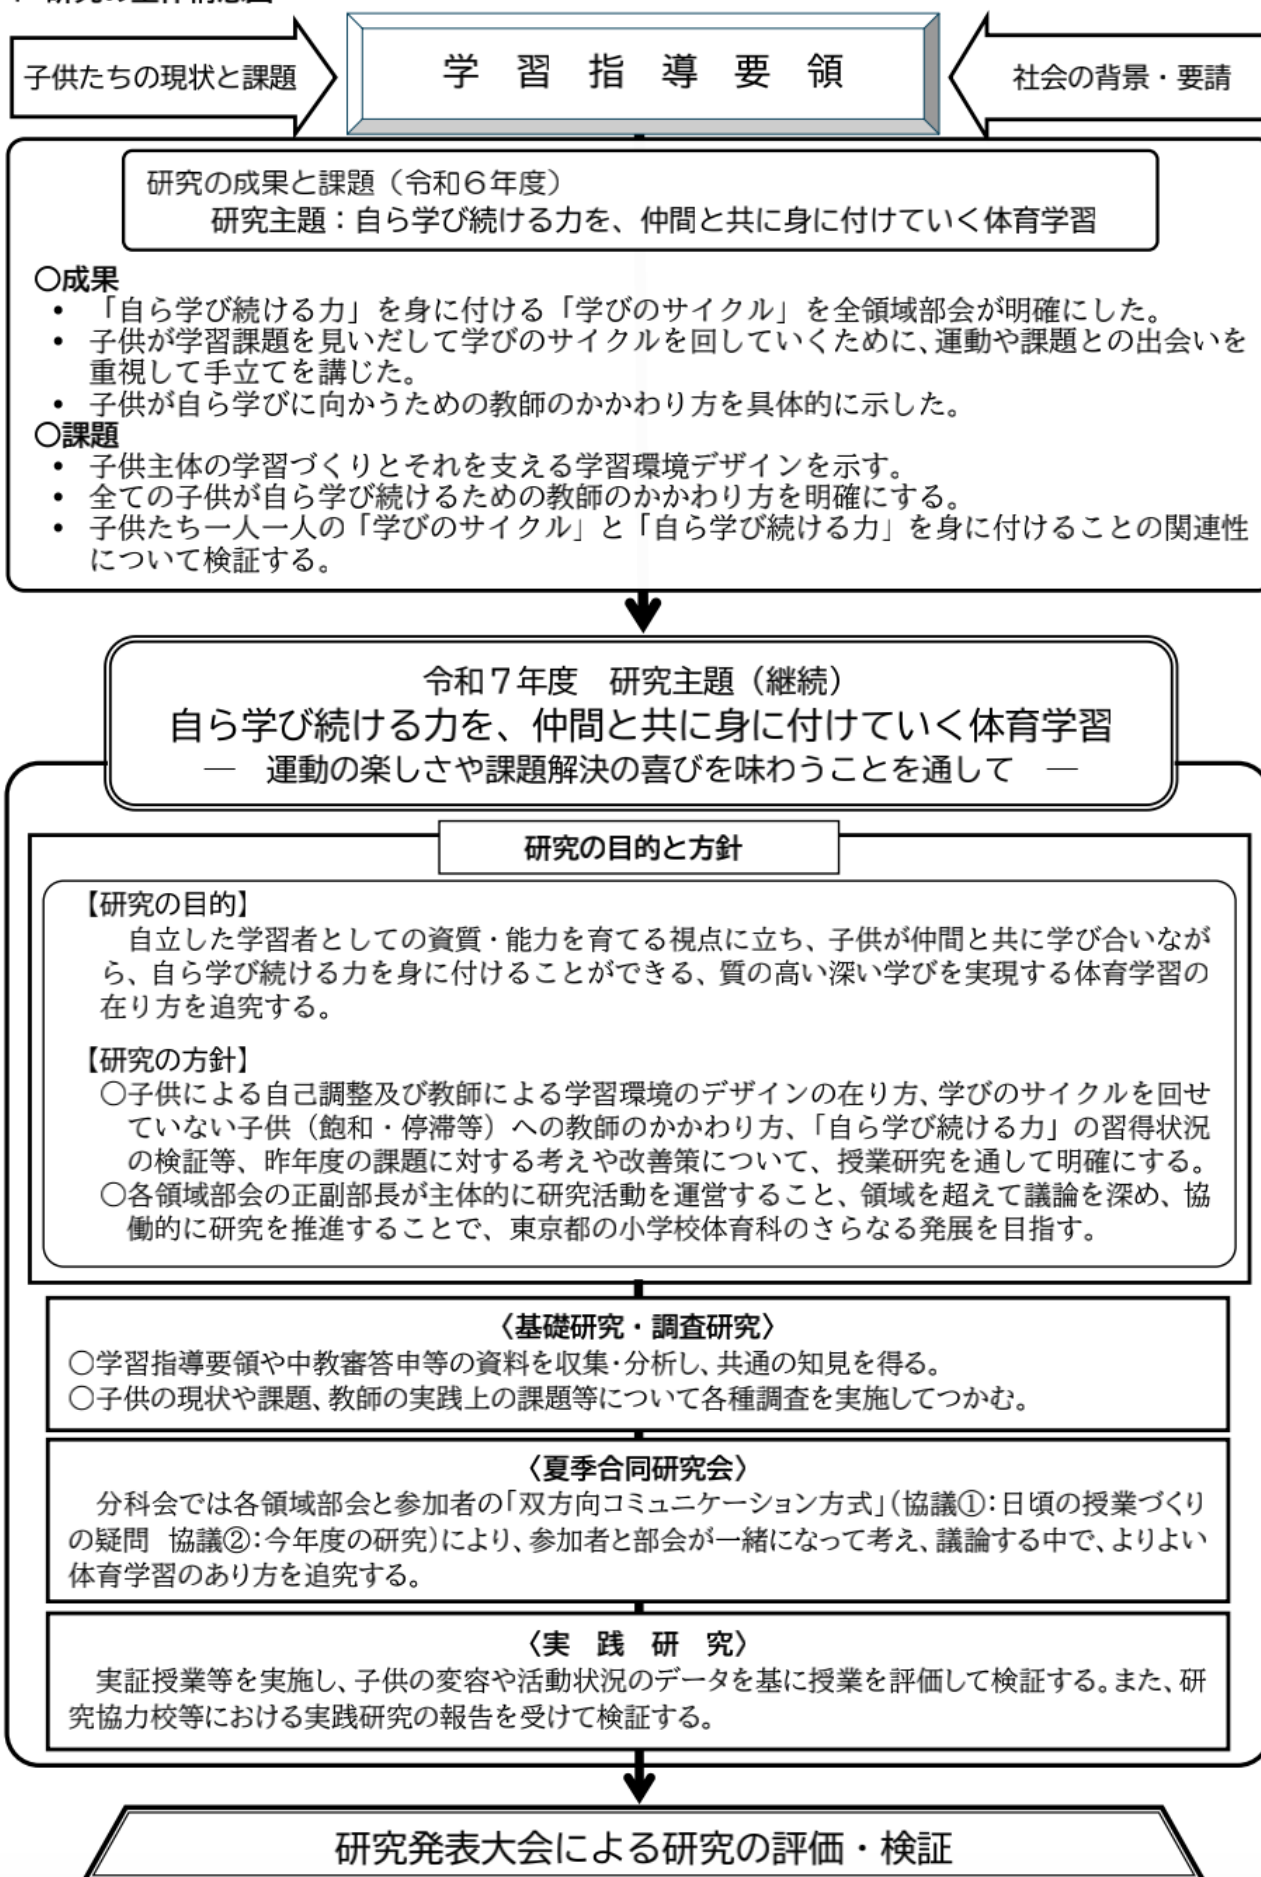 子供たちの現状と課題
学　習　指　導　要　領
社会の背景・要請
研究の成果と課題（令和６年度）
研究主題：自ら学び続ける力を、仲間と共に身に付けていく体育学習
〇成果
• 「自ら学び続ける力」を身に付ける「学びのサイクル」を全領域部会が明確にした。
• 子供が学習課題を見いだして学びのサイクルを回していくために、運動や課題との出会いを
重視して手立てを講じた。
• 子供が自ら学びに向かうための教師のかかわり方を具体的に示した。
〇課題
• 子供主体の学習づくりとそれを支える学習環境デザインを示す。
• 全ての子供が自ら学び続けるための教師のかかわり方を明確にする。
• 子供たち一人一人の「学びのサイクル」と「自ら学び続ける力」を身に付けることの関連性
について検証する。
令和７年度　研究主題（継続）
自ら学び続ける力を、仲間と共に身に付けていく体育学習
―　運動の楽しさや課題解決の喜びを味わうことを通して　―
研究の目的と方針
【研究の目的】
自立した学習者としての資質・能力を育てる視点に立ち、子供が仲間と共に学び合いなが
ら、自ら学び続ける力を身に付けることができる、質の高い深い学びを実現する体育学習の
在り方を追究する。
【研究の方針】
〇子供による自己調整及び教師による学習環境のデザインの在り方、学びのサイクルを回せ
ていない子供（飽和・停滞等）への教師のかかわり方、「自ら学び続ける力」の習得状況
の検証等、昨年度の課題に対する考えや改善策について、授業研究を通して明確にする。
〇各領域部会の正副部長が主体的に研究活動を運営すること、領域を超えて議論を深め、協
働的に研究を推進することで、東京都の小学校体育科のさらなる発展を目指す。
〈基礎研究・調査研究〉
〇学習指導要領や中教審答申等の資料を収集・分析し、共通の知見を得る。
〇子供の現状や課題、教師の実践上の課題等について各種調査を実施してつかむ。
〈夏季合同研究会〉
分科会では各領域部会と参加者の「双方向コミュニケーション方式」（協議①：日頃の授業づくり
の疑問　協議②：今年度の研究）により、参加者と部会が一緒になって考え、議論する中で、よりよい
体育学習のあり方を追究する。
〈実　践　研　究〉
実証授業等を実施し、子供の変容や活動状況のデータを基に授業を評価して検証する。また、研
究協力校等における実践研究の報告を受けて検証する。
研究発表大会による研究の評価・検証